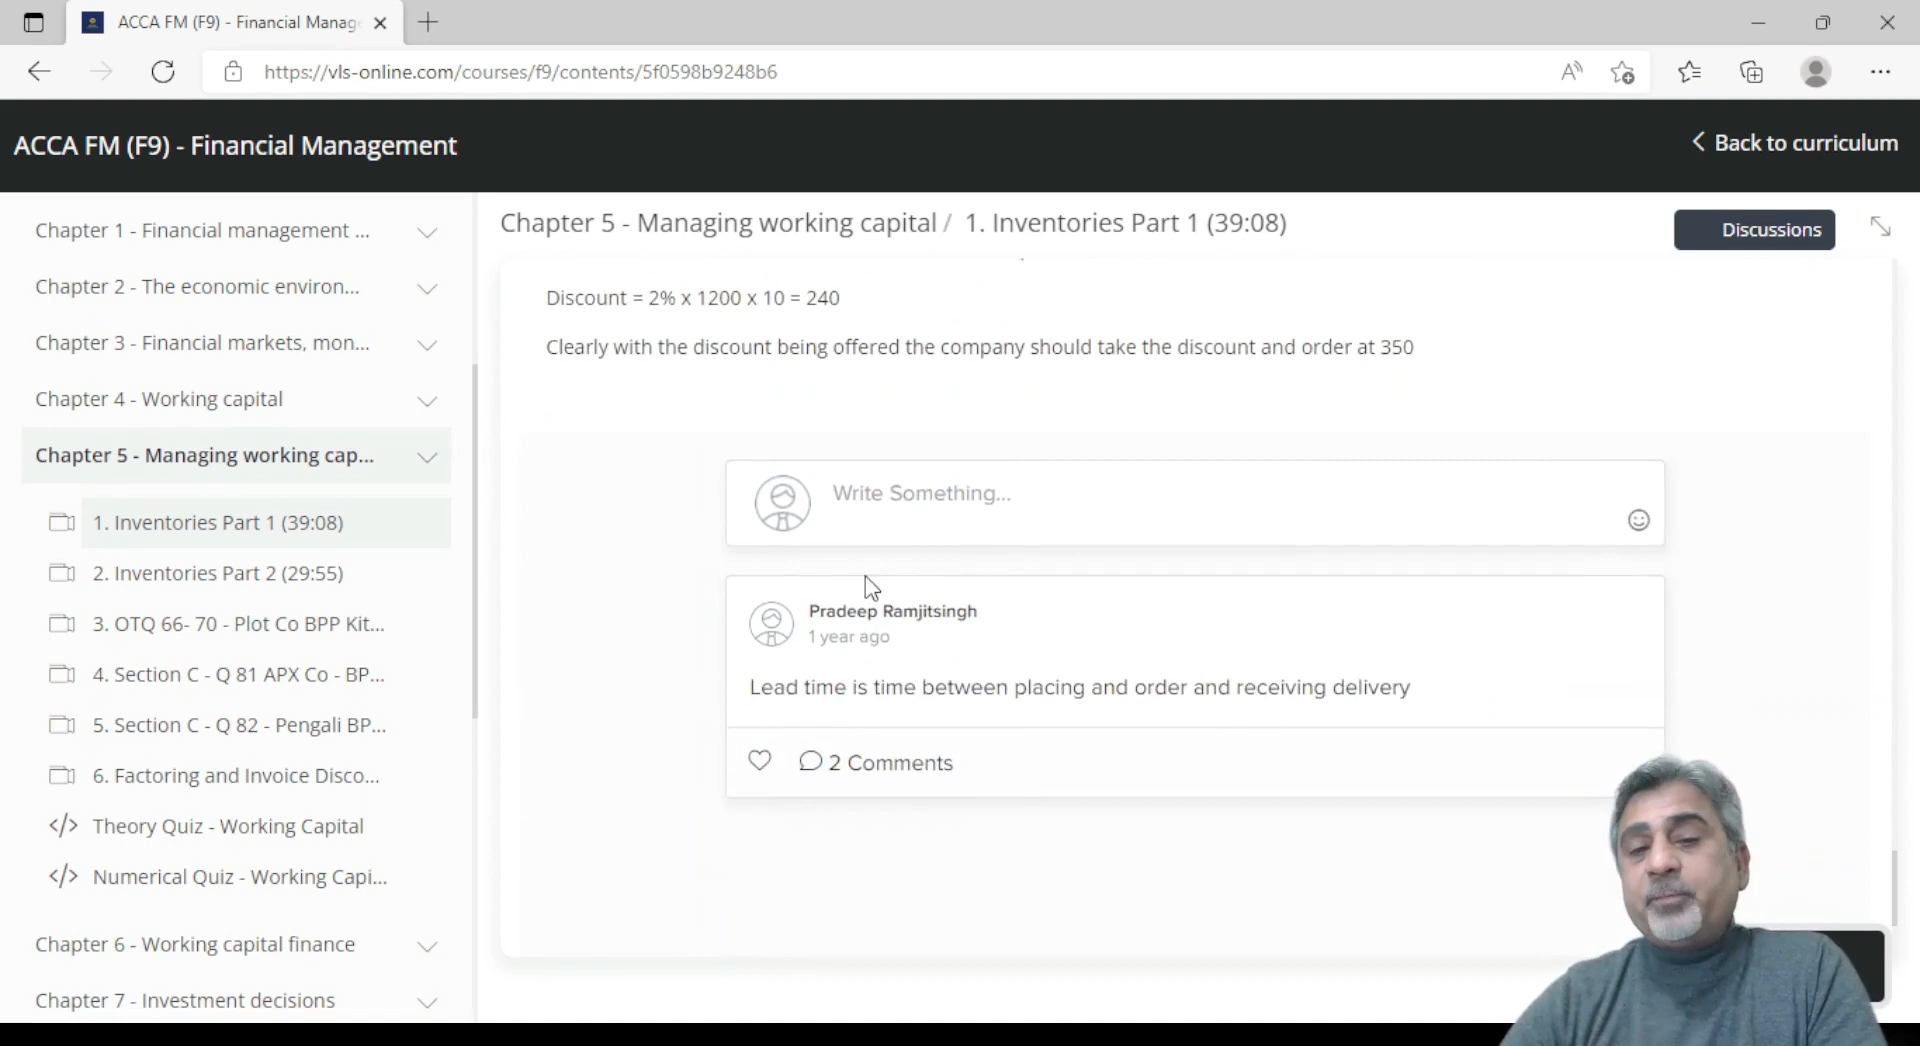 ACCA FM (F9) - Financial Manag
https://vls-online.com/courses/f9/contents/5f0598b9248b6
ACCA FM (F9) - Financial Management
Back to curriculum
Chapter 1 - Financial management ...
Chapter 2 - The economic environ...
Chapter 3 - Financial markets, mon...
Chapter 4 - Working capital
Chapter 5 - Managing working cap...
1. Inventories Part 1 (39:08)
2. Inventories Part 2 (29:55)
3. OTQ 66- 70 - Plot Co BPP Kit...
4. Section C - Q 81 APX Co - BP...
5. Section C - Q 82 - Pengali BP...
6. Factoring and Invoice Disco...
</> Theory Quiz - Working Capital
</> Numerical Quiz - Working Capi...
Chapter 6 - Working capital finance
Chapter 7 - Investment decisions
Chapter 5 - Managing working capital / 1. Inventories Part 1 (39:08)
Discussions
Discount = 2% x 1200 x 10 = 240
Clearly with the discount being offered the company should take the discount and order at 350
Write Something...
Pradeep Ramjitsingh
1 year ago
Lead time is time between placing and order and receiving delivery
2 Comments